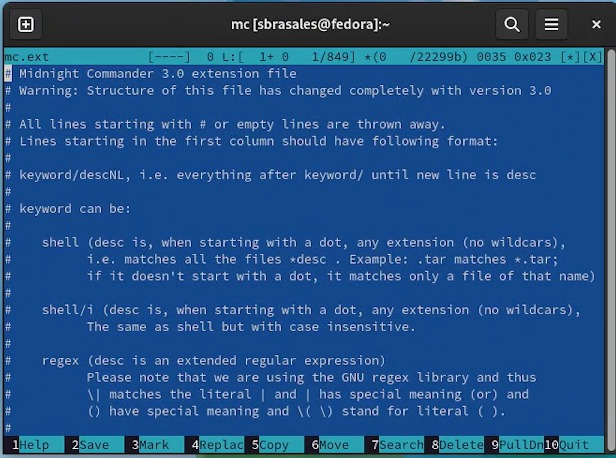 mc [sbrasales@fedora]:~
mc.ext [----] 0 L:[ 1+ 0 1/849] *(0 /22299b) 0035 0x023 [*][X]
# Midnight Commander 3.0 extension file
# Warning: Structure of this file has changed completely with version 3.0
#
# All lines starting with # or empty lines are thrown away.
# Lines starting in the first column should have following format:
#
# keyword/descNL, i.e. everything after keyword/ until new line is desc
#
# keyword can be:
#
# shell (desc is, when starting with a dot, any extension (no wildcars),
# i.e. matches all the files *desc . Example: .tar matches *.tar;
# if it doesn't start with a dot, it matches only a file of that name)
#
# shell/i (desc is, when starting with a dot, any extension (no wildcars),
# The same as shell but with case insensitive.
#
# regex (desc is an extended regular expression)
# Please note that we are using the GNU regex library and thus
# \| matches the literal | and | has special meaning (or) and
# () have special meaning and \( \) stand for literal ( ).
#
1Help 2Save 3Mark 4Replac 5Copy 6Move 7Search 8Delete 9PullDn 10Quit